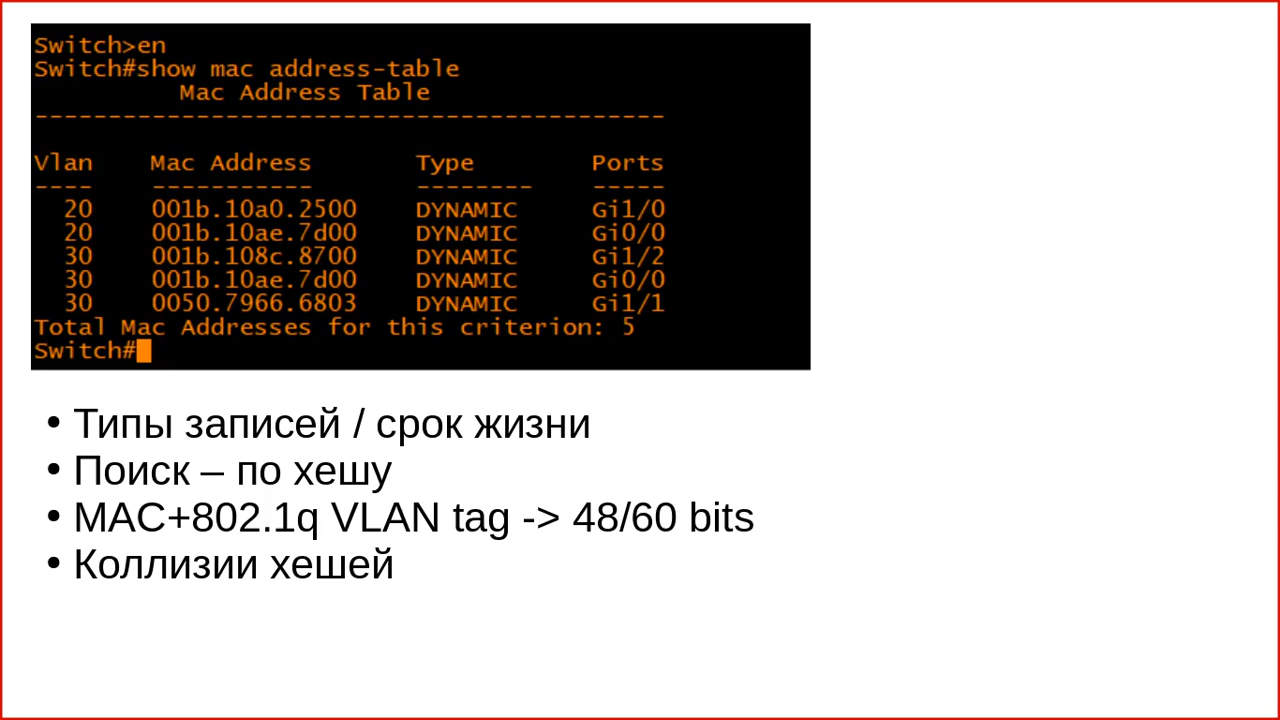 Switch>en
Switch#show mac address-table
Mac Address Table
-------------------------------------------
Vlan Mac Address Type Ports
---- ----------- -------- -----
20 001b.10a0.2500 DYNAMIC Gi1/0
20 001b.10ae.7d00 DYNAMIC Gi0/0
30 001b.108c.8700 DYNAMIC Gi1/2
30 001b.10ae.7d00 DYNAMIC Gi0/0
30 0050.7966.6803 DYNAMIC Gi1/1
Total Mac Addresses for this criterion: 5
Switch#
• Типы записей / срок жизни
• Поиск – по хешу
• MAC+802.1q VLAN tag -> 48/60 bits
• Коллизии хешей